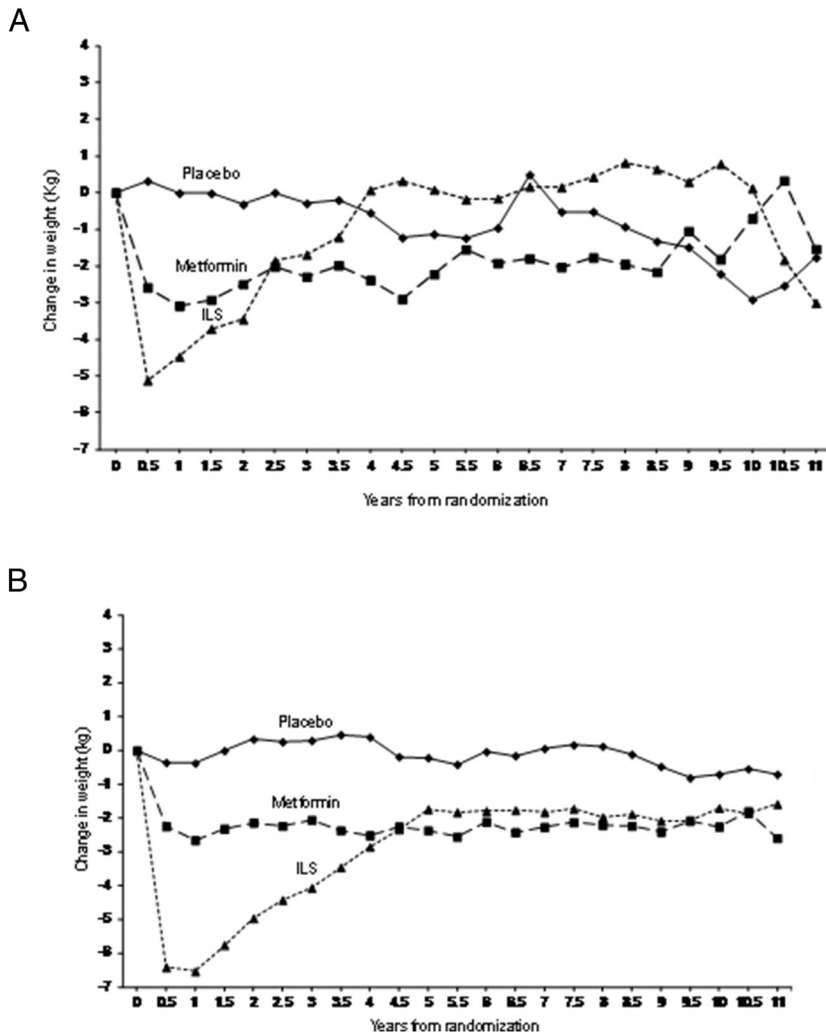 A
4
3
2
1
0
-1
-2
-3
-4
-5
-6
-7
Change in weight (Kg)
Placebo
Metformin
ILS
0 0.5 1 1.5 2 2.5 3 3.5 4 4.5 5 5.5 6 6.5 7 7.5 8 8.5 9 9.5 10 10.5 11
Years from randomization
B
4
3
2
1
0
-1
-2
-3
-4
-5
-6
-7
Change in weight (kg)
Placebo
Metformin
ILS
0 0.5 1 1.5 2 2.5 3 3.5 4 4.5 5 5.5 6 6.5 7 7.5 8 8.5 9 9.5 10 10.5 11
Years from randomization